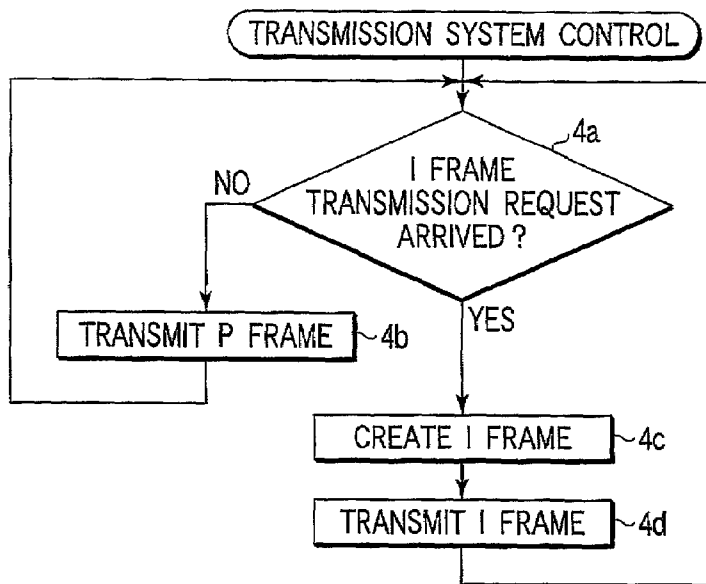 TRANSMISSION SYSTEM CONTROL
4a
I FRAME
TRANSMISSION REQUEST
ARRIVED?
NO
YES
TRANSMIT P FRAME
4b
CREATE I FRAME
4c
TRANSMIT I FRAME
4d